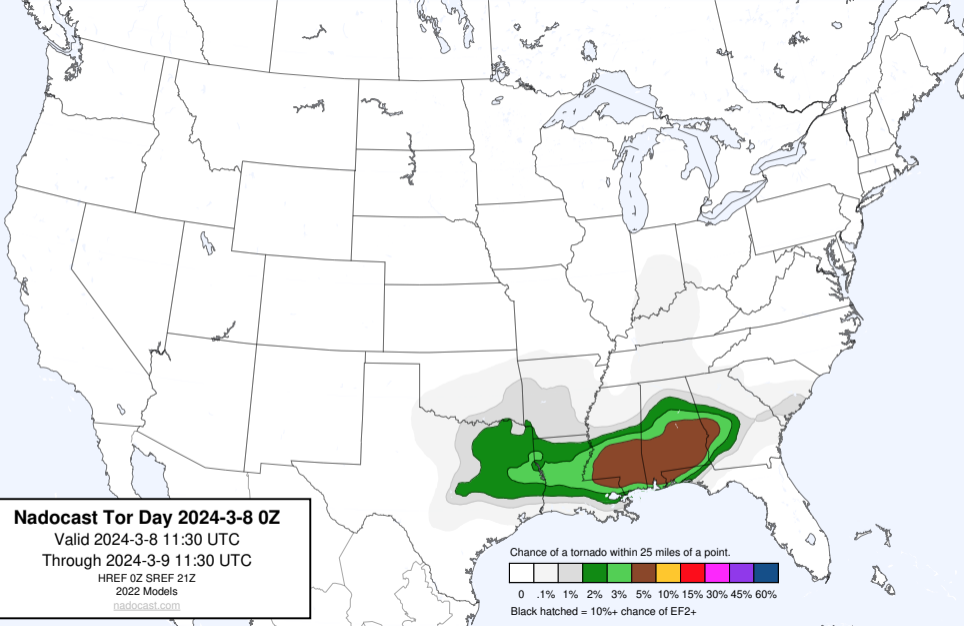 Nadocast Tor Day 2024-3-8 0Z
Valid 2024-3-8 11:30 UTC
Through 2024-3-9 11:30 UTC
HREF 0Z SREF 21Z
2022 Models
nadocast.com
Chance of a tornado within 25 miles of a point.
0 .1% 1% 2% 3% 5% 10% 15% 30% 45% 60%
Black hatched = 10%+ chance of EF2+